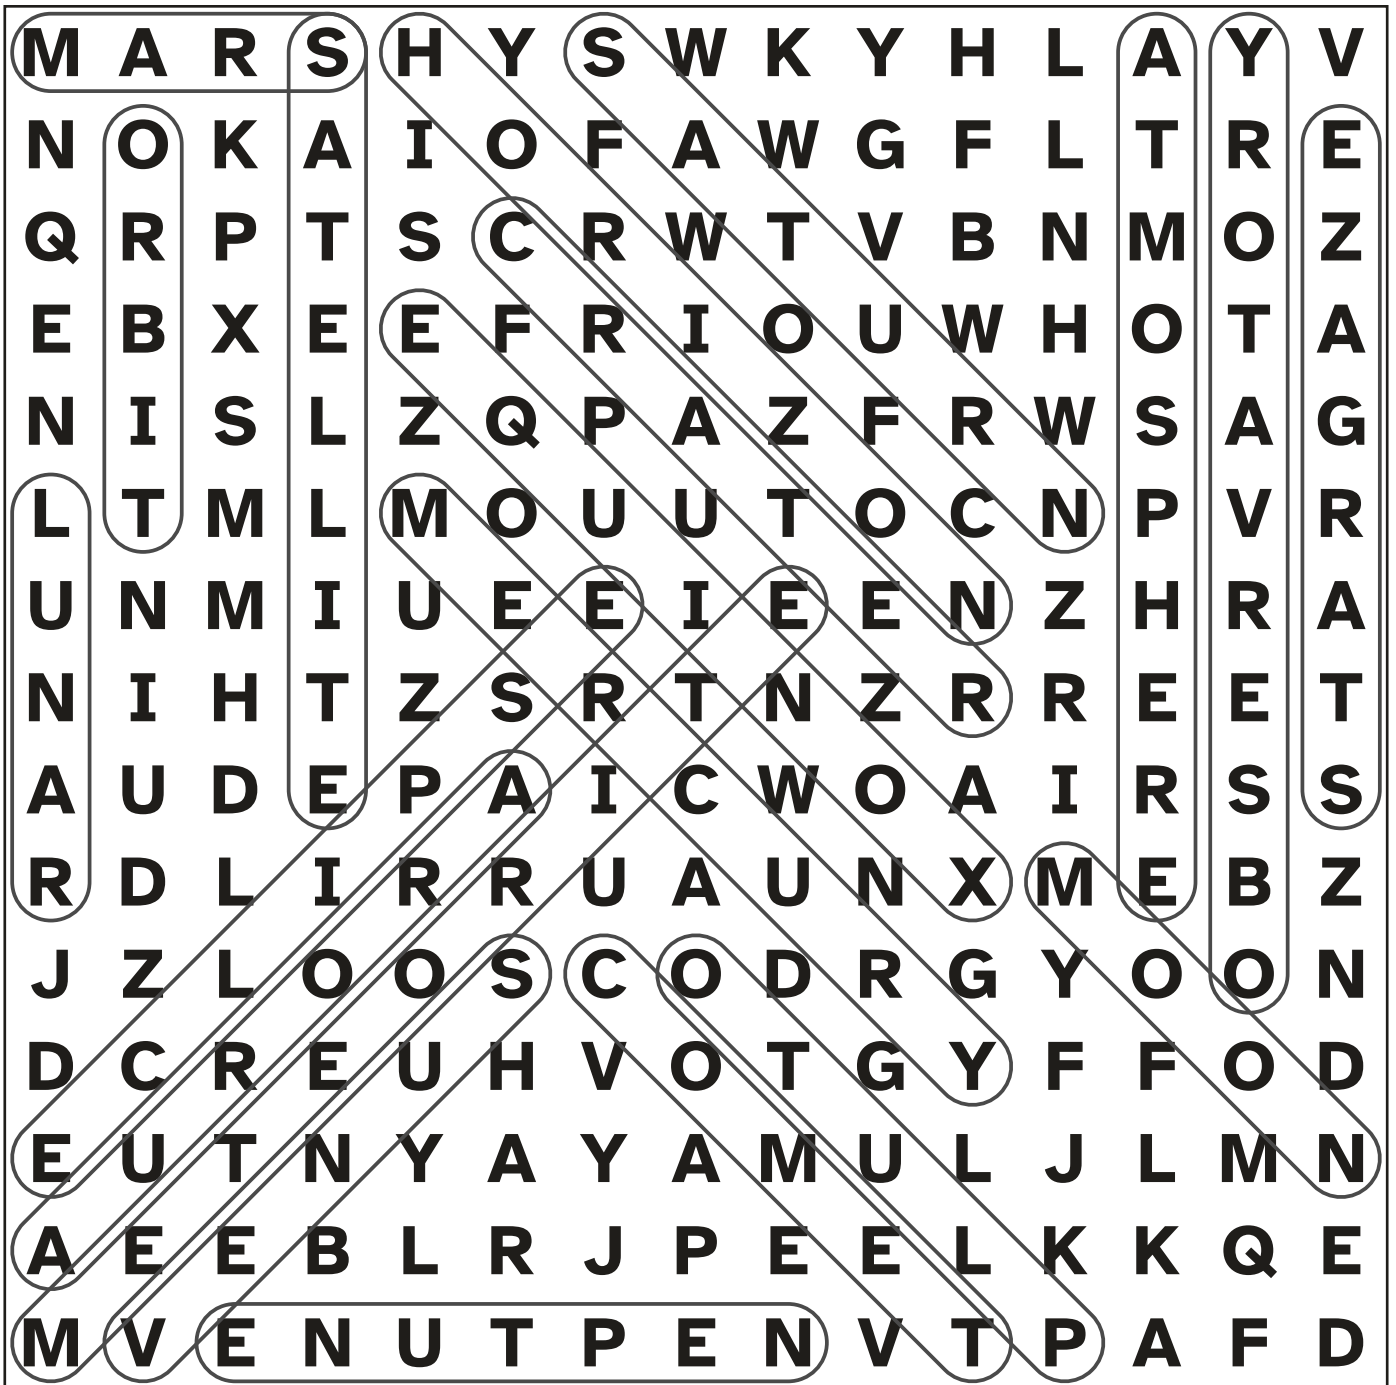 M A R S H Y S W K Y H L A Y V
N O K A I O F A W G F L T R E
Q R P T S C R W T V B N M O Z
E B X E E F R I O U W H O T A
N I S L Z Q P A Z F R W S A G
L T M L M O U U T O C N P V R
U N M I U E E I E E N Z H R A
N I H T Z S R T N Z R R E E T
A U D E P A I C W O A I R S S
R D L I R R U A U N X M E B Z
J Z L O O S C O D R G Y O O N
D C R E U H V O T G Y F F O D
E U T N Y A Y A M U L J L M N
A E E B L R J P E E L K K Q E
M V E N U T P E N V T P A F D